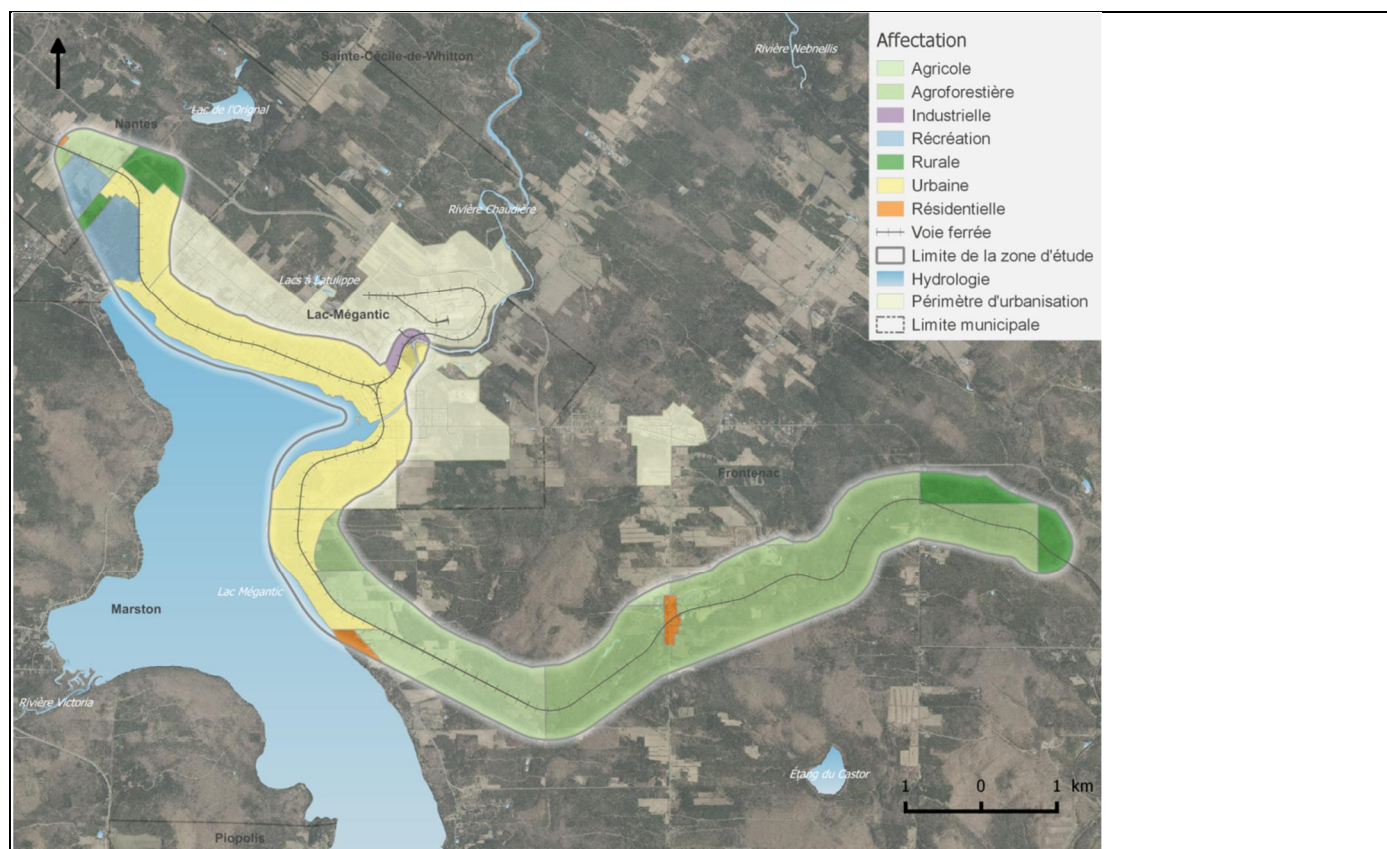 Sainte-Cécile-de-Whitton
Rivière Nebnellis
Lac de l'Orignal
Nantes
Rivière Chaudière
Lacs à Latulippe
Lac-Mégantic
Frontenac
Lac Mégantic
Marston
Rivière Victoria
Étang du Castor
Piopolis
Affectation
Agricole
Agroforestière
Industrielle
Récréation
Rurale
Urbaine
Résidentielle
Voie ferrée
Limite de la zone d'étude
Hydrologie
Périmètre d'urbanisation
Limite municipale
1 0 1 km